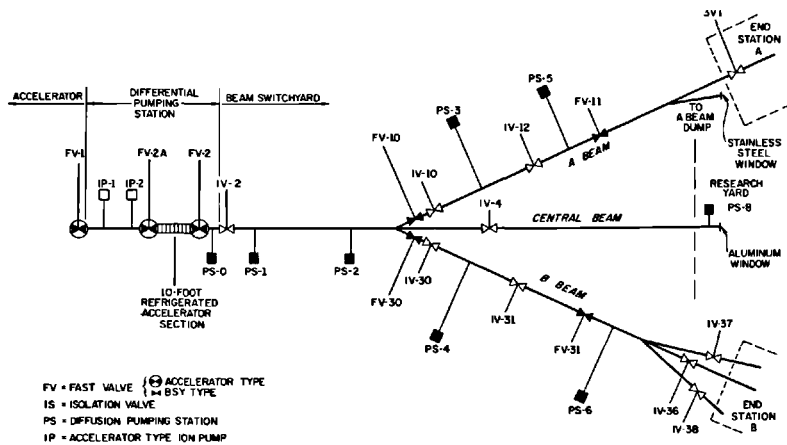 SV1
END
STATION
A
DIFFERENTIAL
PUMPING
STATION
ACCELERATOR
BEAM SWITCHYARD
PS-5
PS-3
FV-11
TO
A BEAM
DUMP
STAINLESS
STEEL
WINDOW
FV-1
FV-2A
FV-2
IV-2
FV-10
IV-10
IV-12
A BEAM
IP-1
IP-2
IV-4
CENTRAL BEAM
RESEARCH
YARD
PS-8
ALUMINUM
WINDOW
PS-0
PS-1
PS-2
10-FOOT
REFRIGERATED
ACCELERATOR
SECTION
FV-30
IV-30
IV-31
B BEAM
PS-4
FV-31
IV-37
PS-6
IV-36
IV-38
END
STATION
B
FV = FAST VALVE { ACCELERATOR TYPE
BSY TYPE
IS = ISOLATION VALVE
PS = DIFFUSION PUMPING STATION
IP = ACCELERATOR TYPE ION PUMP